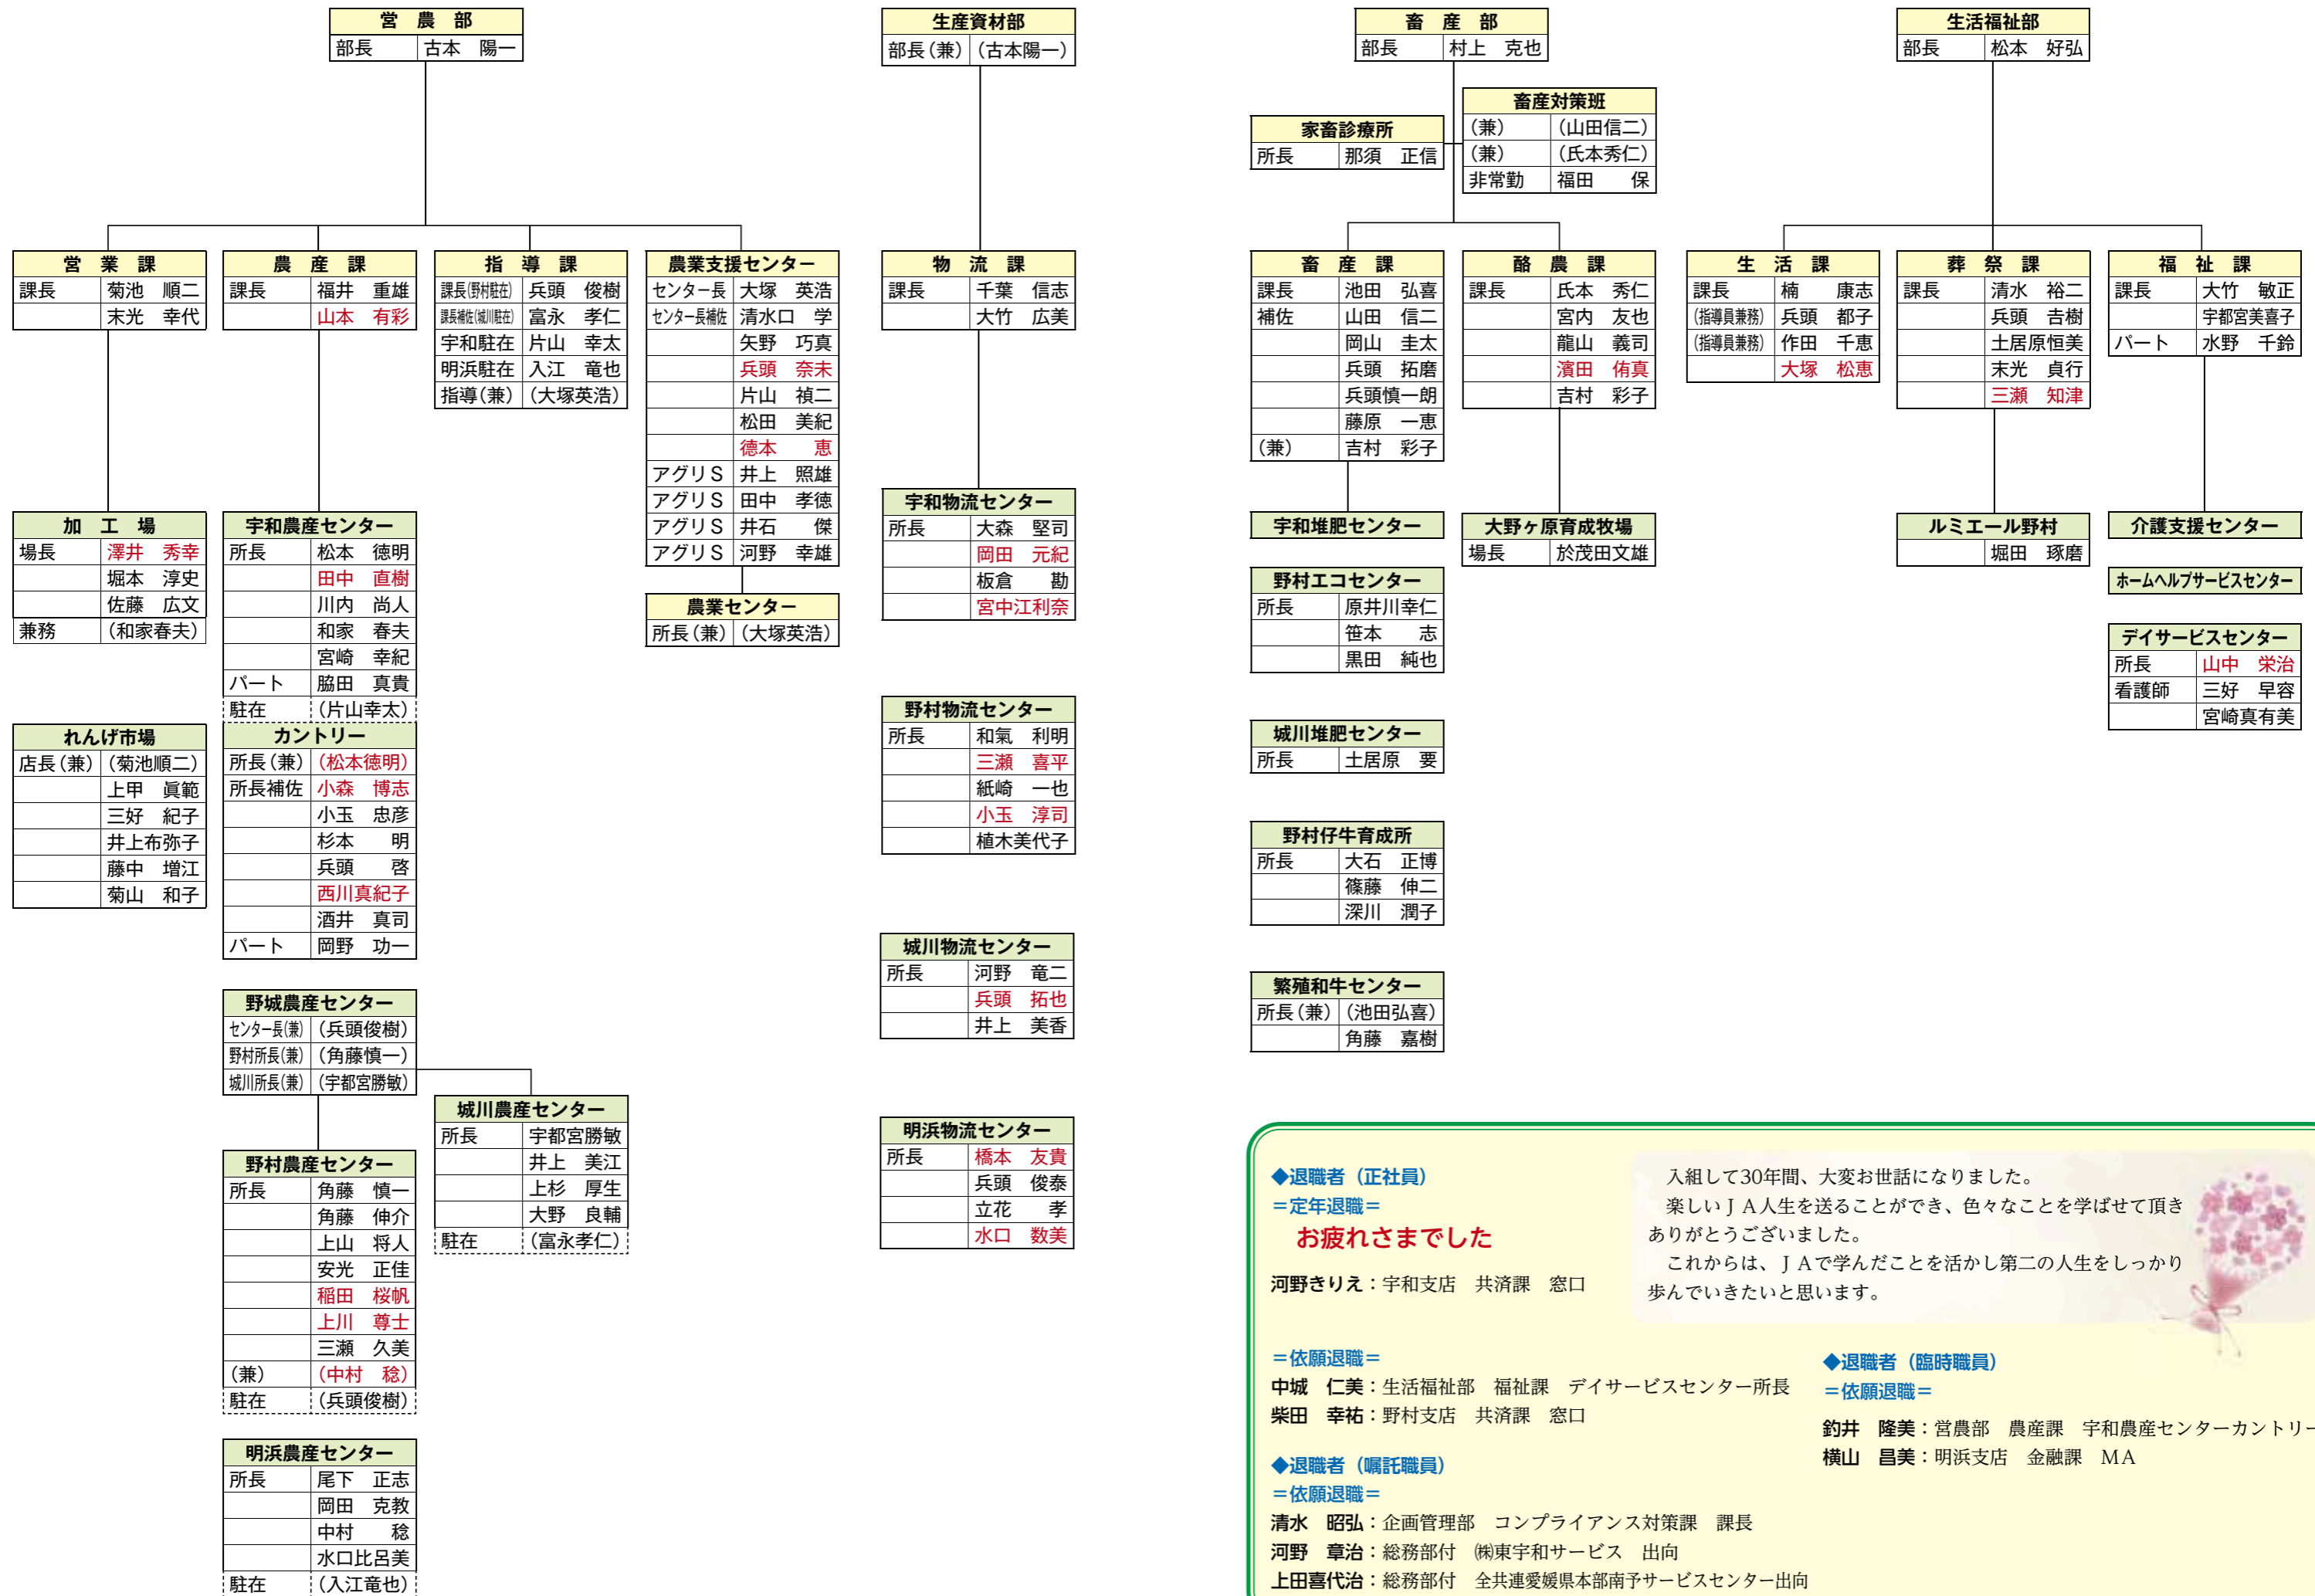 営　農　部
部長　古本　陽一
生産資材部
部長（兼）（古本陽一）
畜　産　部
部長　村上　克也
生活福祉部
部長　松本　好弘
家畜診療所
所長　那須　正信
畜産対策班
（兼）（山田信二）
（兼）（氏本秀仁）
非常勤　福田　保
営　業　課
課長　菊池　順二
末光　幸代
農　産　課
課長　福井　重雄
山本　有彩
指　導　課
課長（野村駐在）　兵頭　俊樹
課長補佐（城川駐在）　富永　孝仁
宇和駐在　片山　幸太
明浜駐在　入江　竜也
指導（兼）（大塚英浩）
農業支援センター
センター長　大塚　英浩
センター長補佐　清水口　学
矢野　巧真
兵頭　奈未
片山　禎二
松田　美紀
德本　恵
アグリＳ　井上　照雄
アグリＳ　田中　孝徳
アグリＳ　井石　傑
アグリＳ　河野　幸雄
農業センター
所長（兼）（大塚英浩）
加　工　場
場長　澤井　秀幸
堀本　淳史
佐藤　広文
兼務（和家春夫）
れんげ市場
店長（兼）（菊池順二）
上甲　眞範
三好　紀子
井上布弥子
藤中　増江
菊山　和子
宇和農産センター
所長　松本　徳明
田中　直樹
川内　尚人
和家　春夫
宮崎　幸紀
パート　脇田　真貴
駐在（片山幸太）
カントリー
所長（兼）（松本徳明）
所長補佐　小森　博志
小玉　忠彦
杉本　明
兵頭　啓
西川真紀子
酒井　真司
パート　岡野　功一
野城農産センター
センター長（兼）（兵頭俊樹）
野村所長（兼）（角藤慎一）
城川所長（兼）（宇都宮勝敏）
城川農産センター
所長　宇都宮勝敏
井上　美江
上杉　厚生
大野　良輔
駐在（富永孝仁）
野村農産センター
所長　角藤　慎一
角藤　伸介
上山　将人
安光　正佳
稲田　桜帆
上川　尊士
三瀬　久美
（兼）（中村　稔）
駐在（兵頭俊樹）
明浜農産センター
所長　尾下　正志
岡田　克教
中村　稔
水口比呂美
駐在（入江竜也）
物　流　課
課長　千葉　信志
大竹　広美
宇和物流センター
所長　大森　堅司
岡田　元紀
板倉　勘
宮中江利奈
野村物流センター
所長　和氣　利明
三瀬　喜平
紙崎　一也
小玉　淳司
植木美代子
城川物流センター
所長　河野　竜二
兵頭　拓也
井上　美香
明浜物流センター
所長　橋本　友貴
兵頭　俊泰
立花　孝
水口　数美
畜　産　課
課長　池田　弘喜
補佐　山田　信二
岡山　圭太
兵頭　拓磨
兵頭慎一朗
藤原　一恵
（兼）　吉村　彩子
酪　農　課
課長　氏本　秀仁
宮内　友也
龍山　義司
濱田　侑真
吉村　彩子
宇和堆肥センター
野村エコセンター
所長　原井川幸仁
笹本　志
黒田　純也
城川堆肥センター
所長　土居原　要
野村仔牛育成所
所長　大石　正博
篠藤　伸二
深川　潤子
繁殖和牛センター
所長（兼）（池田弘喜）
角藤　嘉樹
大野ヶ原育成牧場
場長　於茂田文雄
生　活　課
課長　楠　康志
（指導員兼務）　兵頭　都子
（指導員兼務）　作田　千恵
大塚　松恵
葬　祭　課
課長　清水　裕二
兵頭　吉樹
土居原恒美
末光　貞行
三瀬　知津
ルミエール野村
堀田　琢磨
福　祉　課
課長　大竹　敏正
宇都宮美喜子
パート　水野　千鈴
介護支援センター
ホームヘルプサービスセンター
デイサービスセンター
所長　山中　栄治
看護師　三好　早容
宮崎真有美
◆退職者（正社員）
＝定年退職＝
お疲れさまでした
河野きりえ：宇和支店　共済課　窓口
入組して30年間、大変お世話になりました。
楽しいＪＡ人生を送ることができ、色々なことを学ばせて頂き
ありがとうございました。
これからは、ＪＡで学んだことを活かし第二の人生をしっかり
歩んでいきたいと思います。
＝依願退職＝
中城　仁美：生活福祉部　福祉課　デイサービスセンター所長
柴田　幸祐：野村支店　共済課　窓口
◆退職者（嘱託職員）
＝依願退職＝
清水　昭弘：企画管理部　コンプライアンス対策課　課長
河野　章治：総務部付　㈱東宇和サービス　出向
上田喜代治：総務部付　全共連愛媛県本部南予サービスセンター出向
◆退職者（臨時職員）
＝依願退職＝
釣井　隆美：営農部　農産課　宇和農産センターカントリー
横山　昌美：明浜支店　金融課　ＭＡ